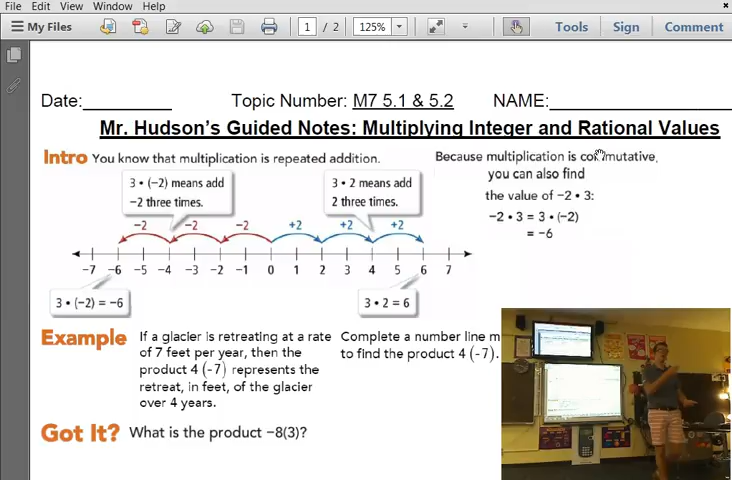 File Edit View Window Help
My Files 1 / 2 125% Tools Sign Comment
Date:________ Topic Number: M7 5.1 & 5.2 NAME:________________
Mr. Hudson's Guided Notes: Multiplying Integer and Rational Values
Intro You know that multiplication is repeated addition.
3 • (−2) means add
−2 three times.
3 • 2 means add
2 three times.
−2 −2 −2 +2 +2 +2
-7 -6 -5 -4 -3 -2 -1 0 1 2 3 4 5 6 7
3 • (−2) = −6
3 • 2 = 6
Because multiplication is commutative,
you can also find
the value of −2 • 3:
−2 • 3 = 3 • (−2)
= −6
Example If a glacier is retreating at a rate
of 7 feet per year, then the
product 4 (-7) represents the
retreat, in feet, of the glacier
over 4 years.
Complete a number line m
to find the product 4 (-7).
Got It? What is the product −8(3)?